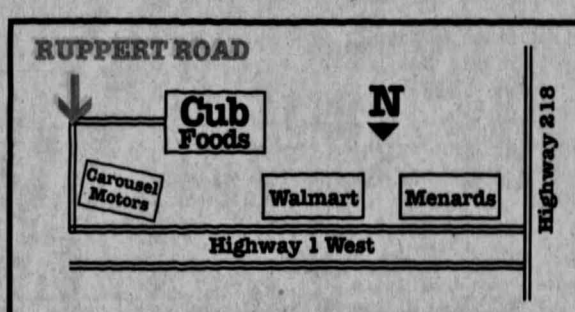 RUPPERT ROAD
Cub
Foods
N
Highway 218
Carousel
Motors
Walmart
Menards
Highway 1 West